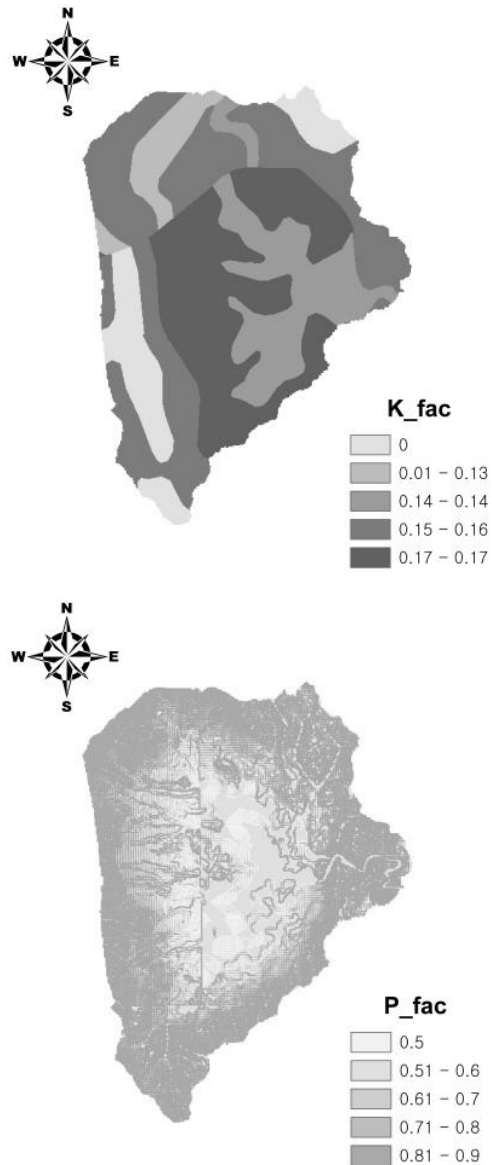 N
W E
S
K_fac
0
0.01 - 0.13
0.14 - 0.14
0.15 - 0.16
0.17 - 0.17
N
W E
S
P_fac
0.5
0.51 - 0.6
0.61 - 0.7
0.71 - 0.8
0.81 - 0.9